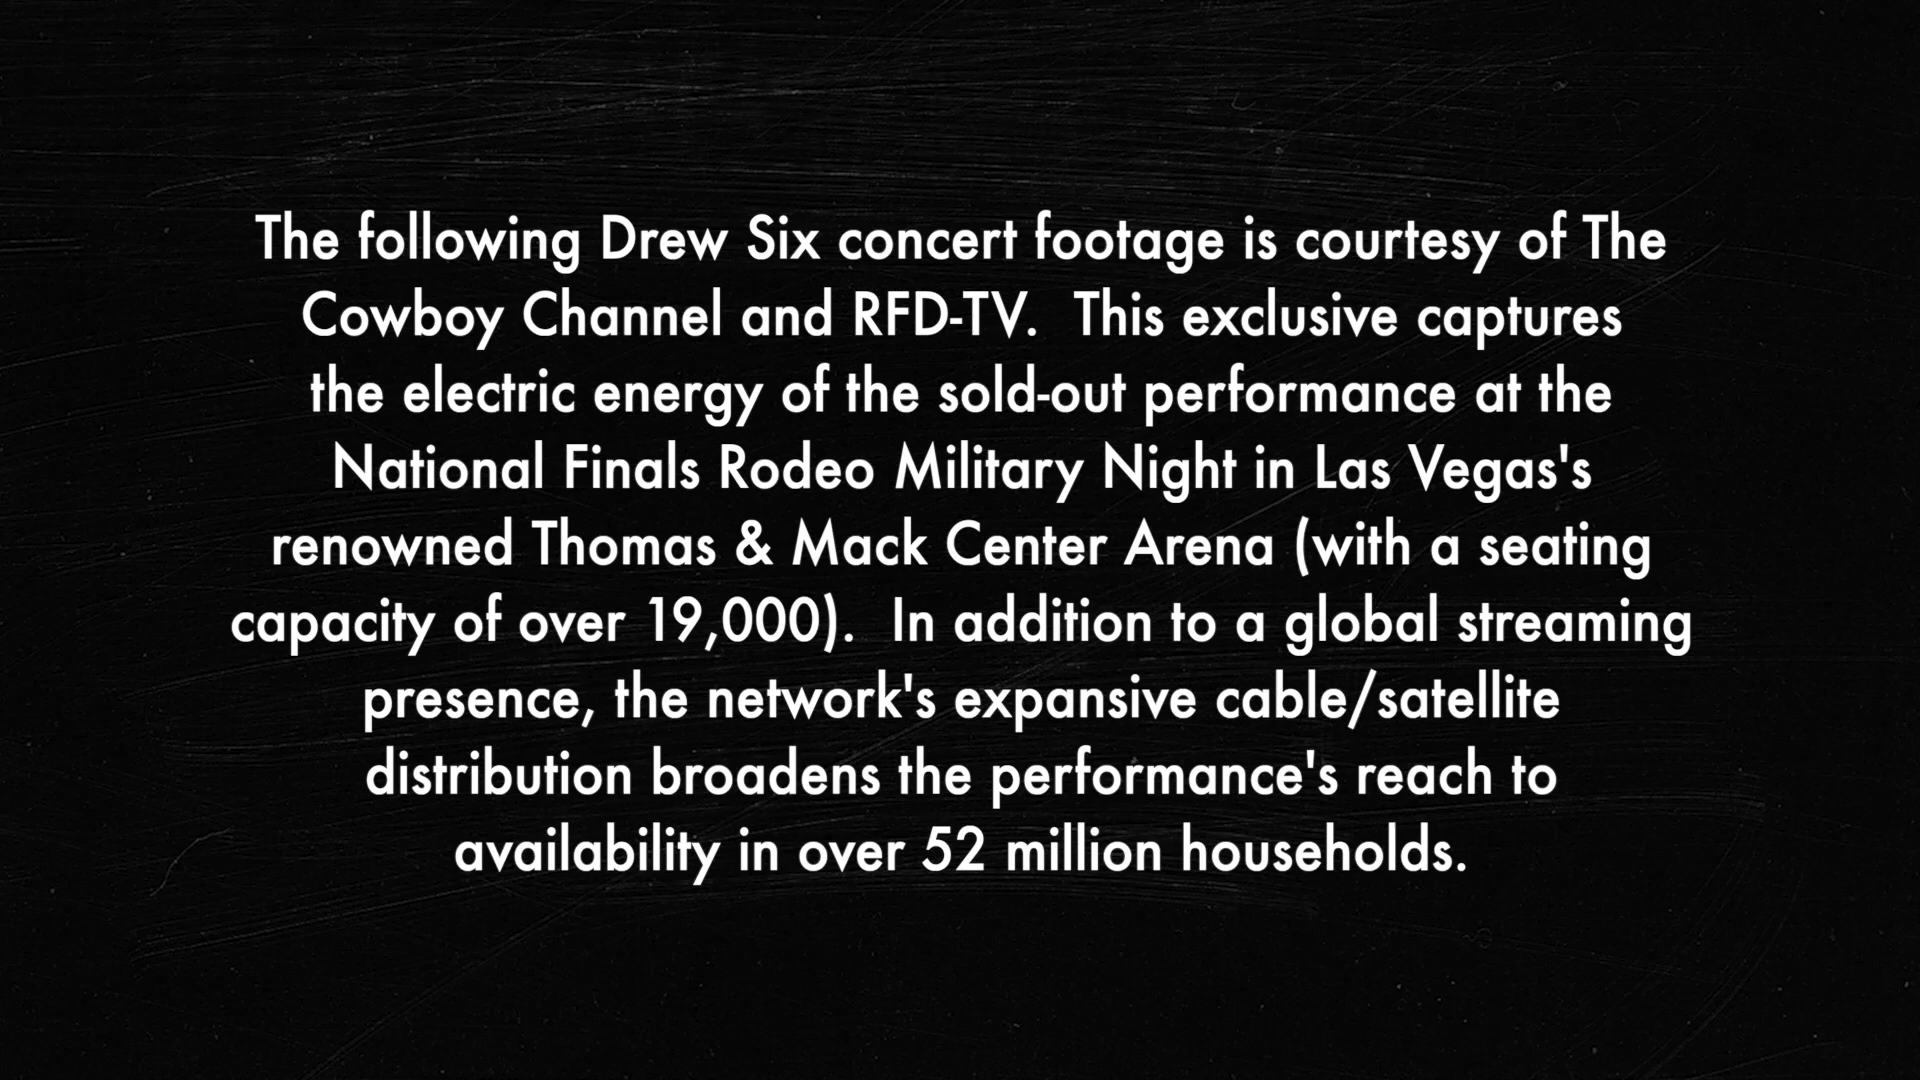 The following Drew Six concert footage is courtesy of The
Cowboy Channel and RFD-TV.  This exclusive captures
the electric energy of the sold-out performance at the
National Finals Rodeo Military Night in Las Vegas's
renowned Thomas & Mack Center Arena (with a seating
capacity of over 19,000).  In addition to a global streaming
presence, the network's expansive cable/satellite
distribution broadens the performance's reach to
availability in over 52 million households.